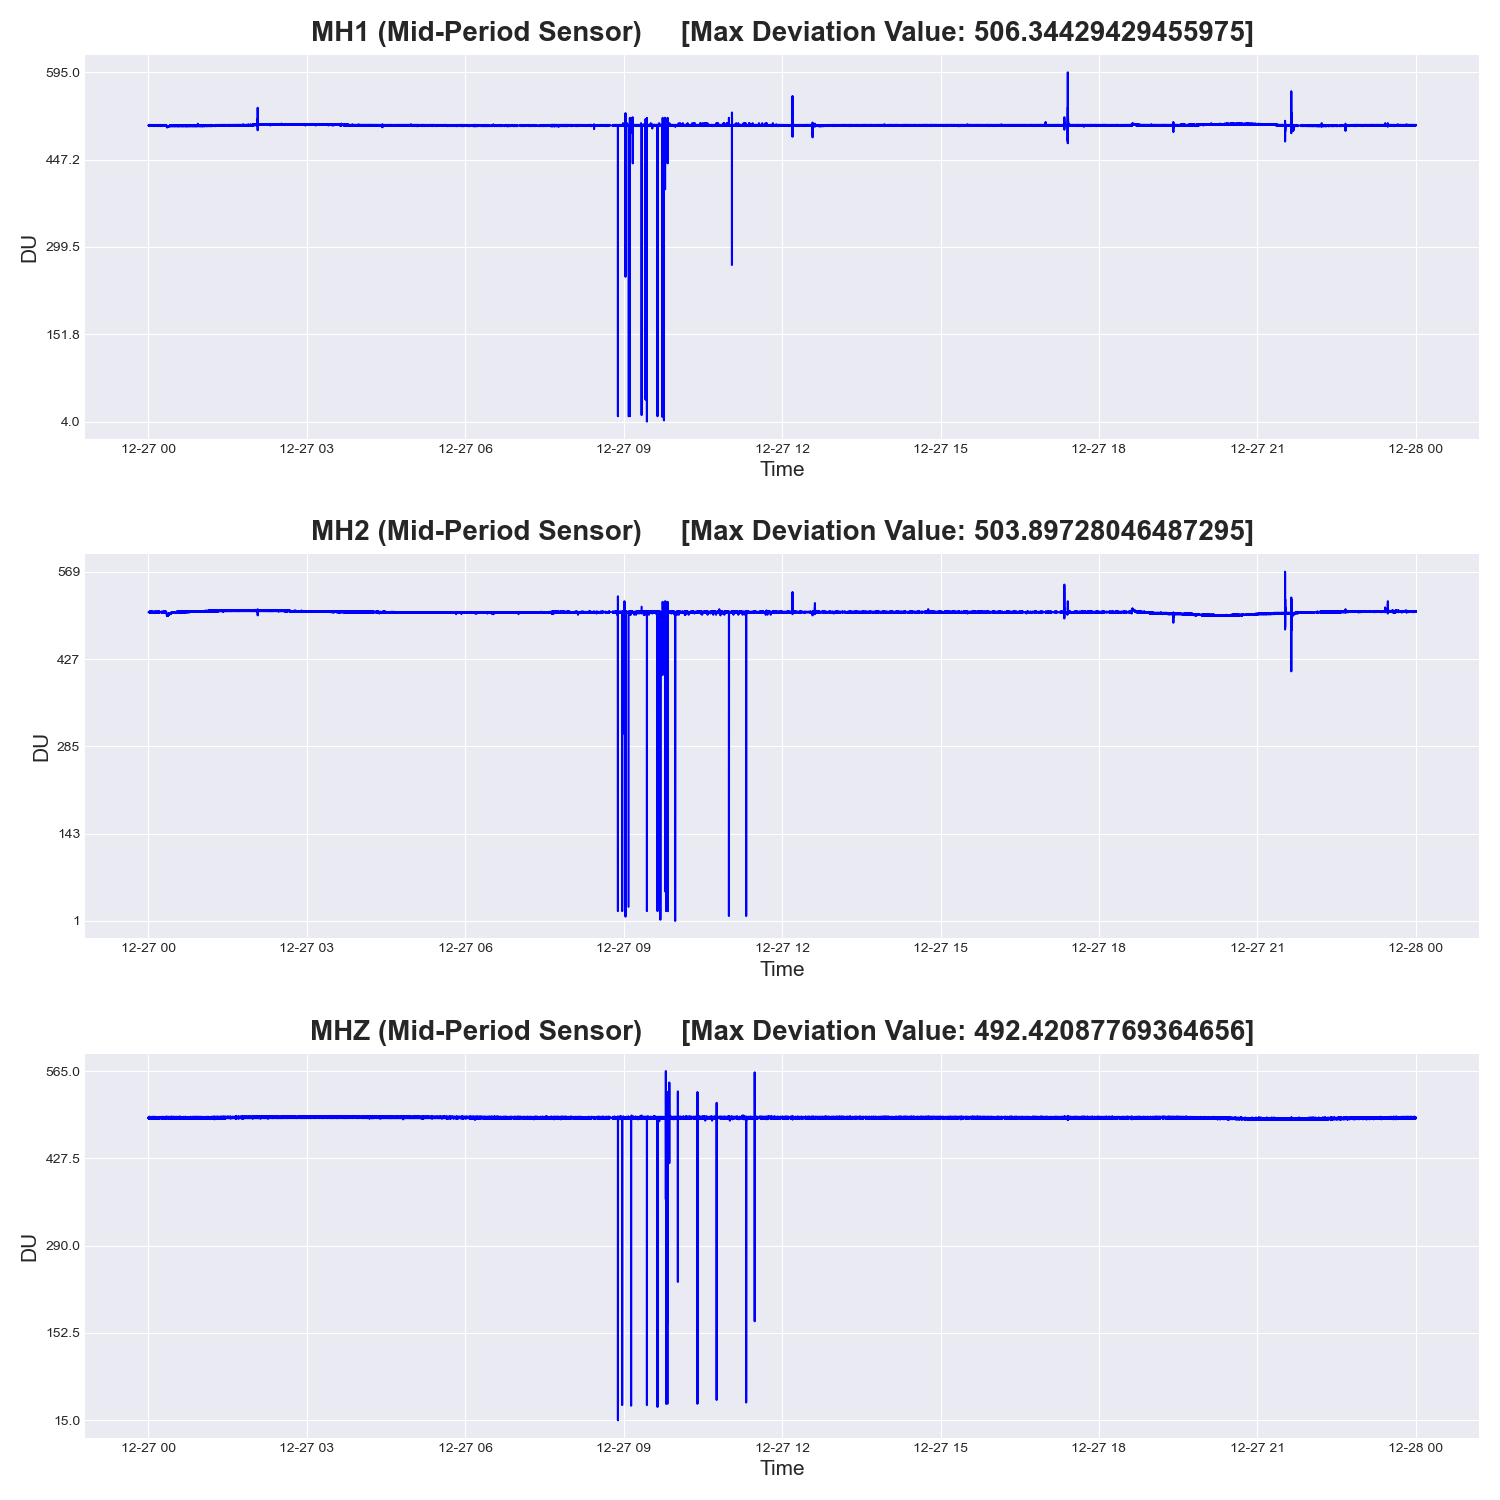 MH1 (Mid-Period Sensor) [Max Deviation Value: 506.34429429455975]
595.0
447.2
299.5
151.8
4.0
DU
12-27 00 12-27 03 12-27 06 12-27 09 12-27 12 12-27 15 12-27 18 12-27 21 12-28 00
Time
MH2 (Mid-Period Sensor) [Max Deviation Value: 503.89728046487295]
569
427
285
143
1
DU
12-27 00 12-27 03 12-27 06 12-27 09 12-27 12 12-27 15 12-27 18 12-27 21 12-28 00
Time
MHZ (Mid-Period Sensor) [Max Deviation Value: 492.42087769364656]
565.0
427.5
290.0
152.5
15.0
DU
12-27 00 12-27 03 12-27 06 12-27 09 12-27 12 12-27 15 12-27 18 12-27 21 12-28 00
Time